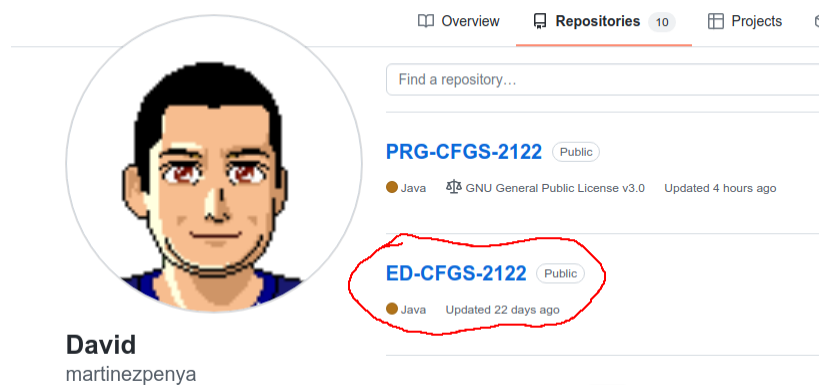 Overview
Repositories 10
Projects
Find a repository…
PRG-CFGS-2122 Public
Java GNU General Public License v3.0 Updated 4 hours ago
ED-CFGS-2122 Public
Java Updated 22 days ago
David
martinezpenya